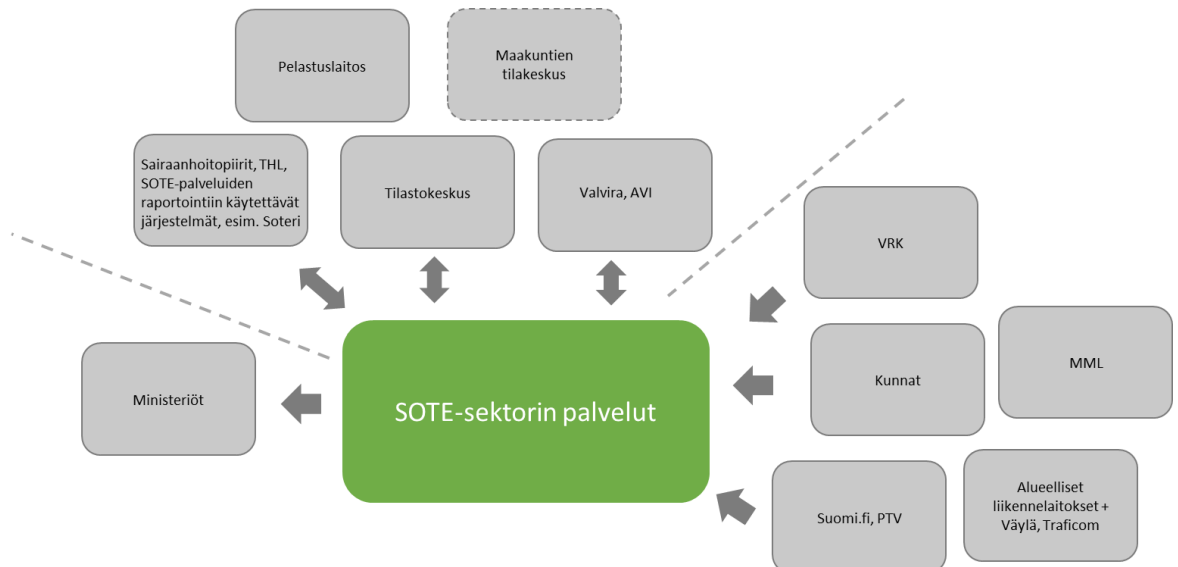 Pelastuslaitos
Maakuntien
tilakeskus
Sairaanhoitopiirit, THL,
SOTE-palveluiden
raportointiin käytettävät
järjestelmät, esim. Soteri
Tilastokeskus
Valvira, AVI
VRK
Ministeriöt
SOTE-sektorin palvelut
Kunnat
MML
Suomi.fi, PTV
Alueelliset
liikennelaitokset +
Väylä, Traficom